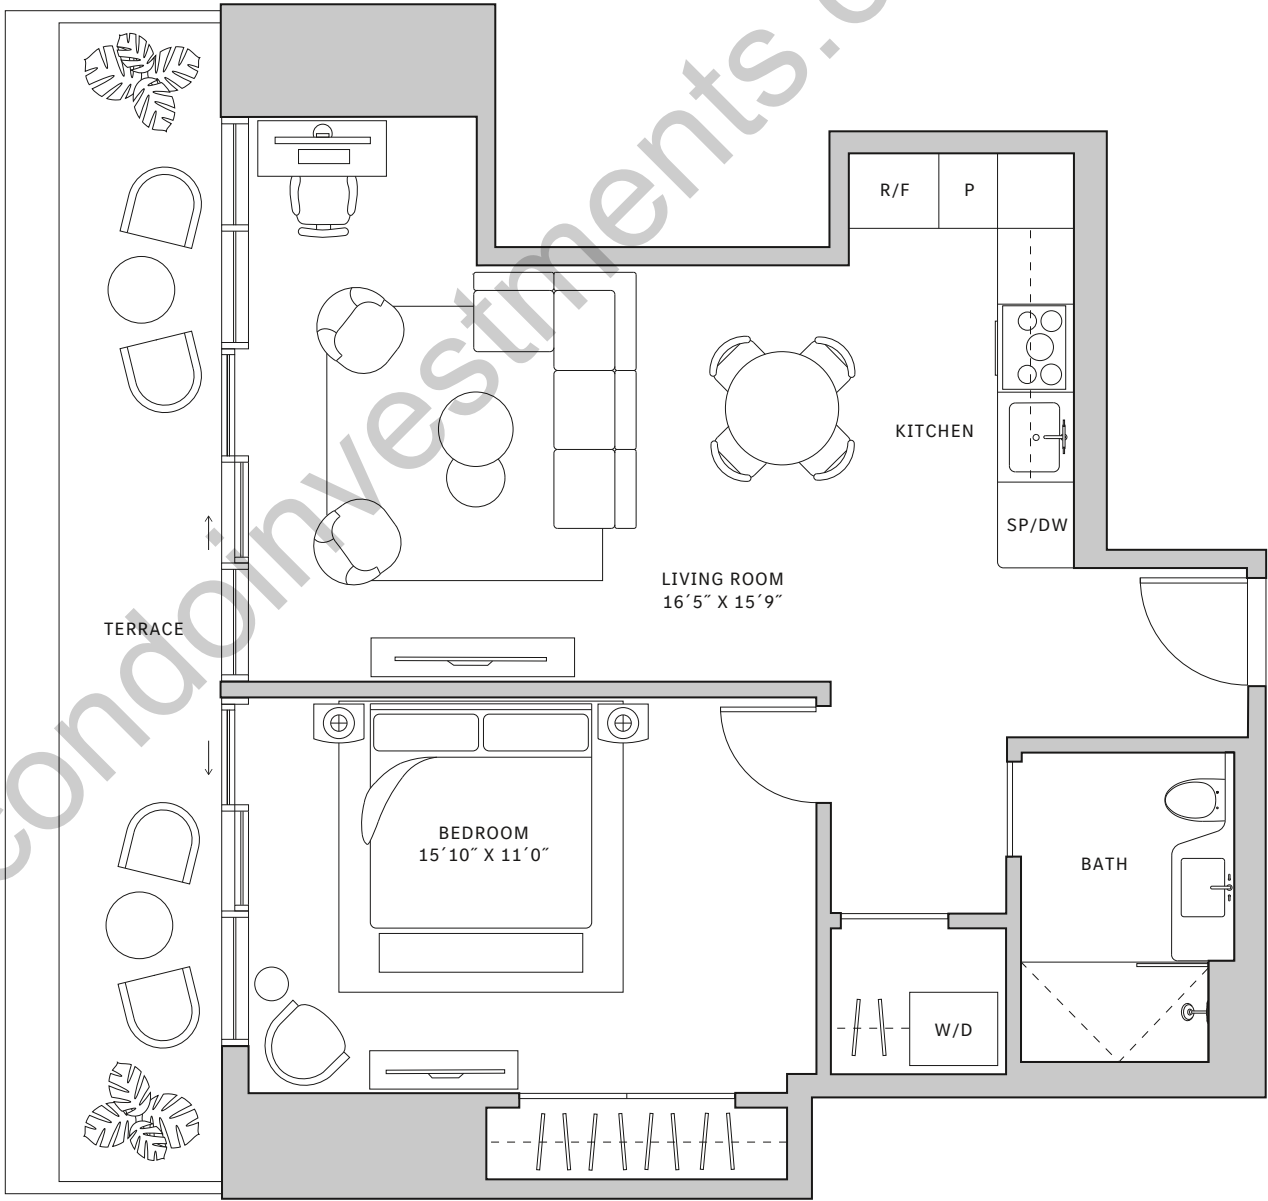 R/F
P
KITCHEN
SP/DW
LIVING ROOM
16´5˝ X 15´9˝
TERRACE
BEDROOM
15´10˝ X 11´0˝
BATH
W/D
condoinvestments.c